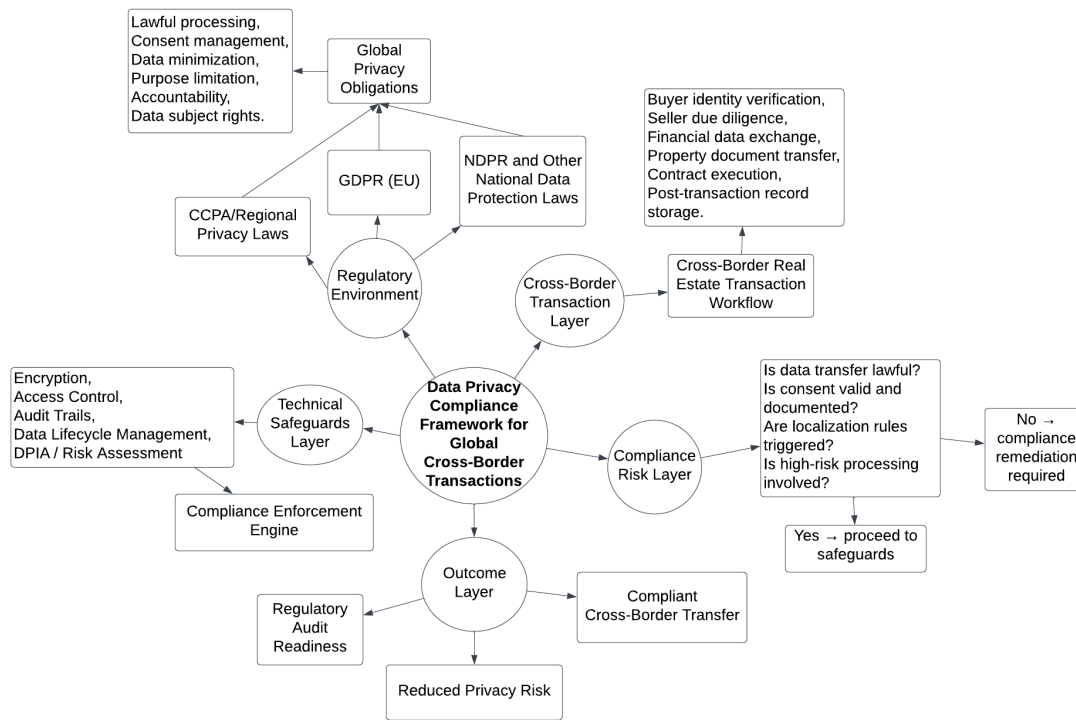 Lawful processing,
Consent management,
Data minimization,
Purpose limitation,
Accountability,
Data subject rights.
Global
Privacy
Obligations
CCPA/Regional
Privacy Laws
GDPR (EU)
NDPR and Other
National Data
Protection Laws
Regulatory
Environment
Buyer identity verification,
Seller due diligence,
Financial data exchange,
Property document transfer,
Contract execution,
Post-transaction record
storage.
Cross-Border
Transaction
Layer
Cross-Border Real
Estate Transaction
Workflow
Encryption,
Access Control,
Audit Trails,
Data Lifecycle Management,
DPIA / Risk Assessment
Technical
Safeguards
Layer
Compliance Enforcement
Engine
Data Privacy
Compliance
Framework for
Global
Cross-Border
Transactions
Compliance
Risk Layer
Is data transfer lawful?
Is consent valid and
documented?
Are localization rules
triggered?
Is high-risk processing
involved?
No →
compliance
remediation
required
Yes → proceed to
safeguards
Outcome
Layer
Regulatory
Audit
Readiness
Reduced Privacy Risk
Compliant
Cross-Border Transfer